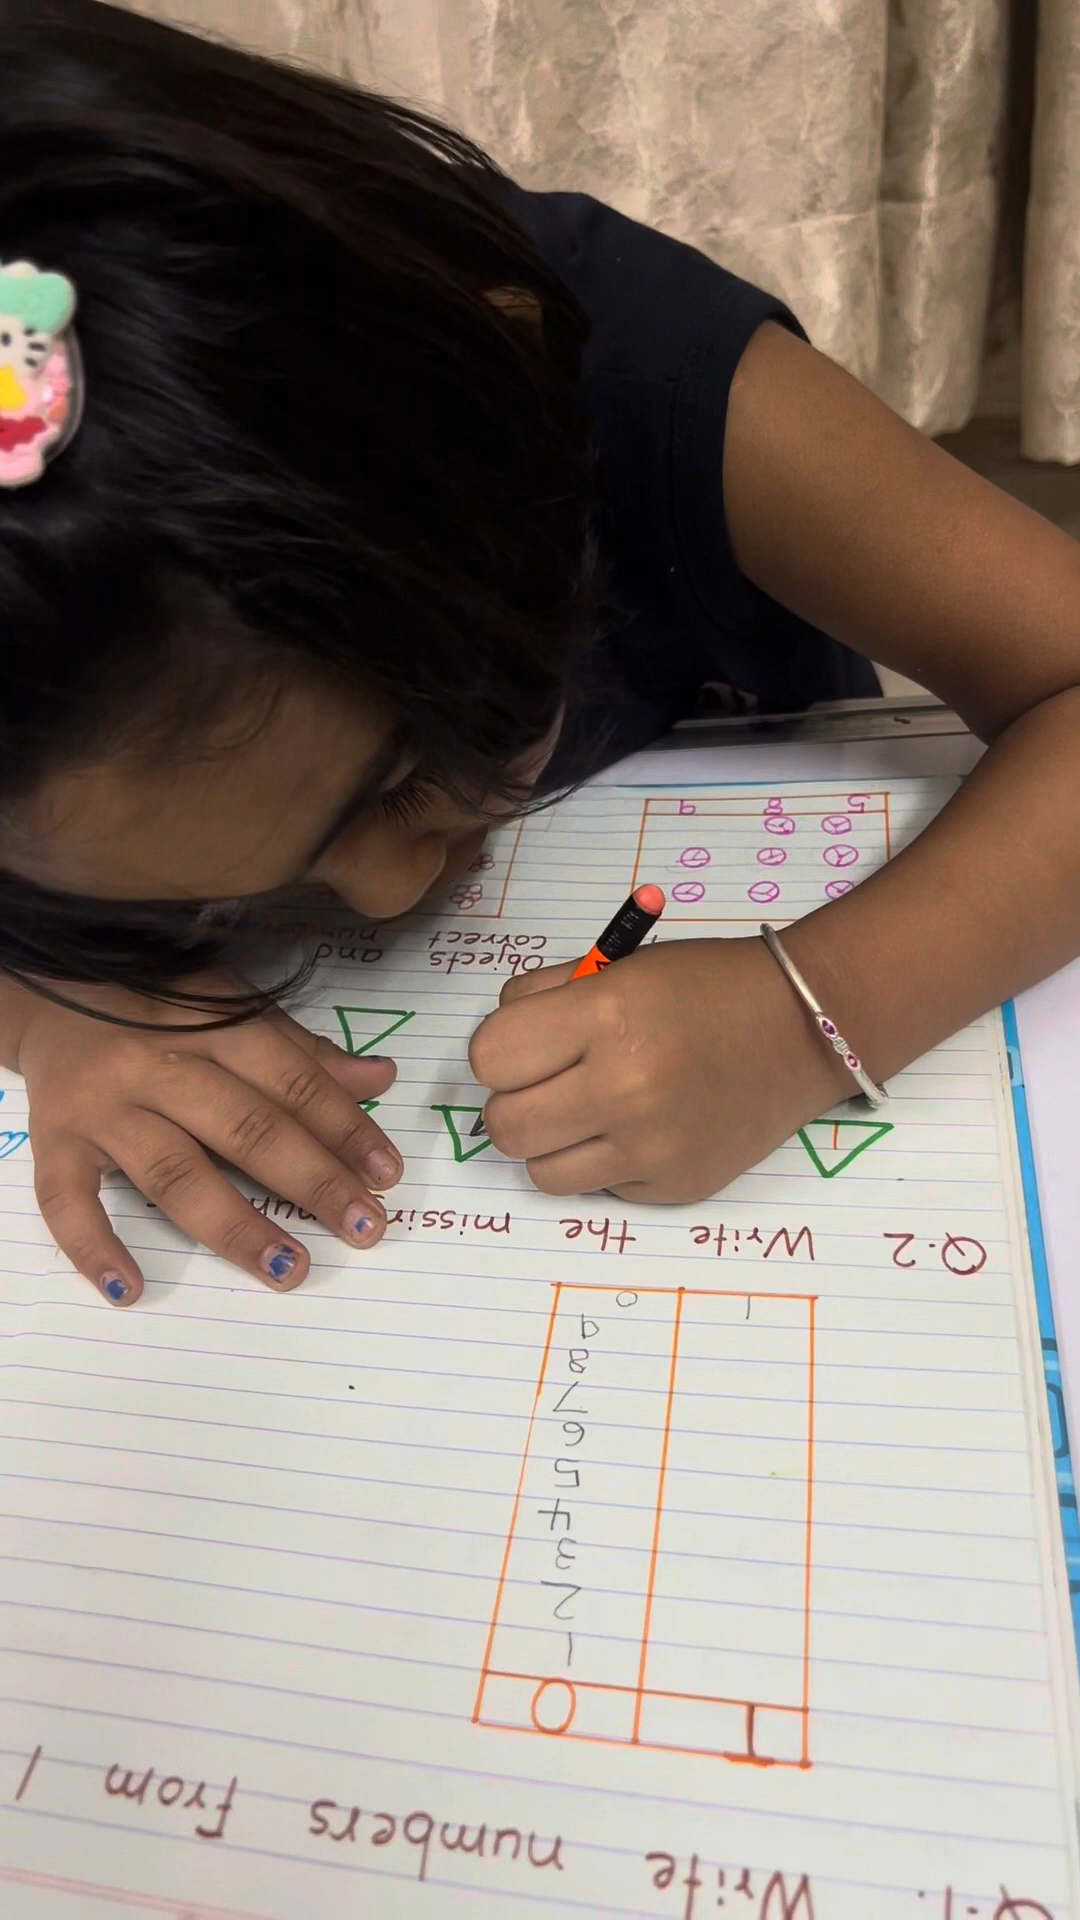 Q.1. Write numbers from 1
T O
1
2
3
4
5
6
7
8
9
1 0
Q.2 Write the missing
1
objects and
correct
5 8 9